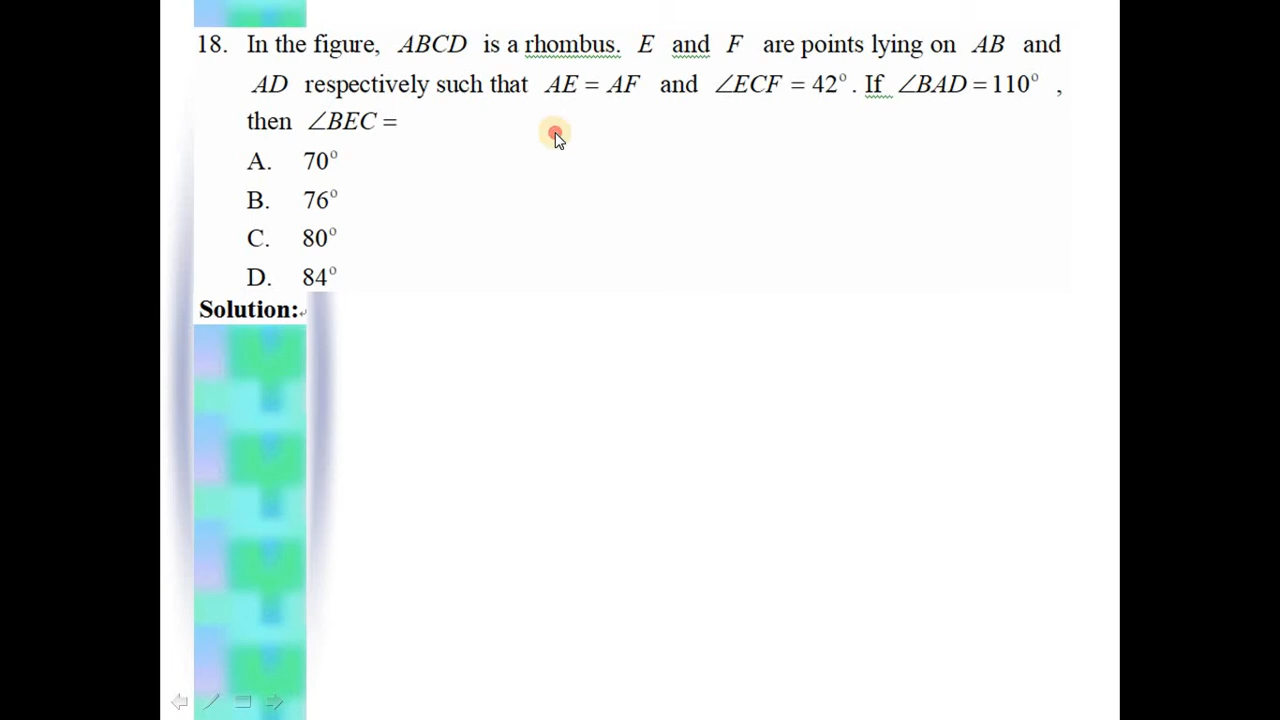 18. In the figure, ABCD is a rhombus. E and F are points lying on AB and
AD respectively such that AE = AF and ∠ECF = 42°. If ∠BAD = 110° ,
then ∠BEC =
A. 70°
B. 76°
C. 80°
D. 84°
Solution: